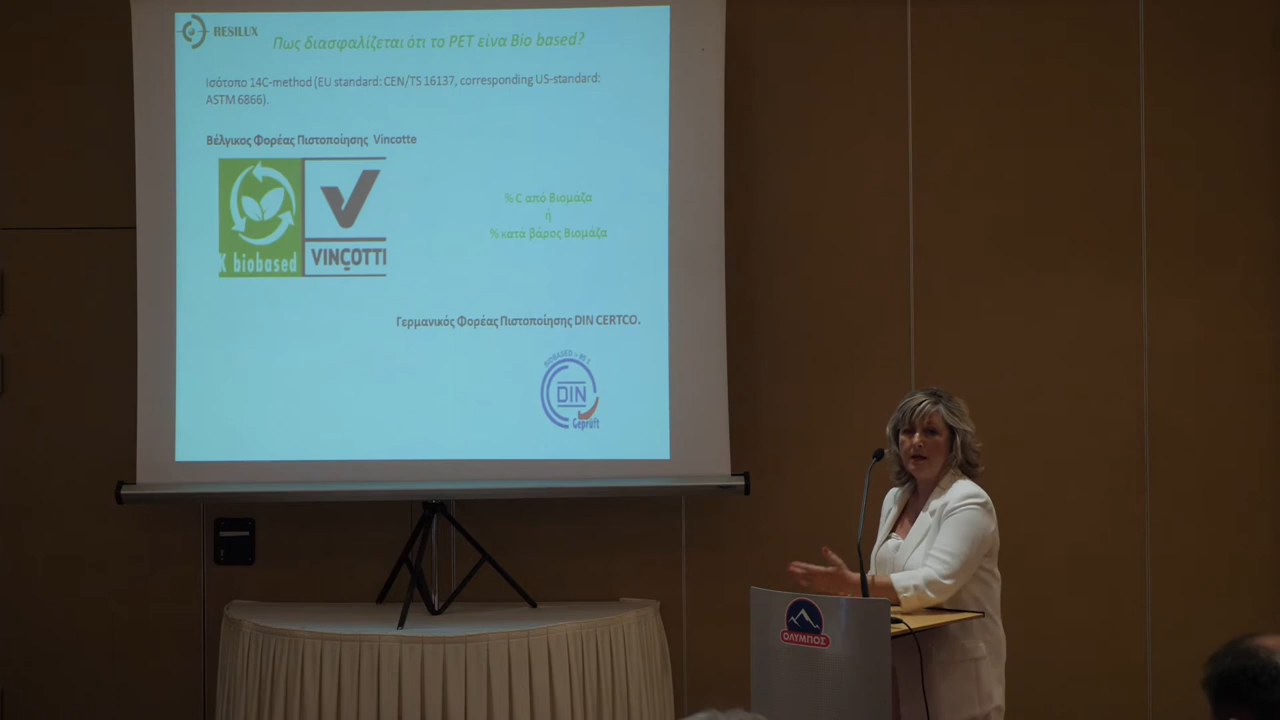 RESILUX
Πως διασφαλίζεται ότι το PET είνα Bio based?
Ισότοπο 14C-method (EU standard: CEN/TS 16137, corresponding US-standard:
ASTM 6866).
Βέλγικος Φορέας Πιστοποίησης Vincotte
% C από Βιομάζα
ή
% κατά βάρος Βιομάζα
K biobased
VINÇOTTI
Γερμανικός Φορέας Πιστοποίησης DIN CERTCO.
DIN
Geprüft
ΟΛΥΜΠΟΣ